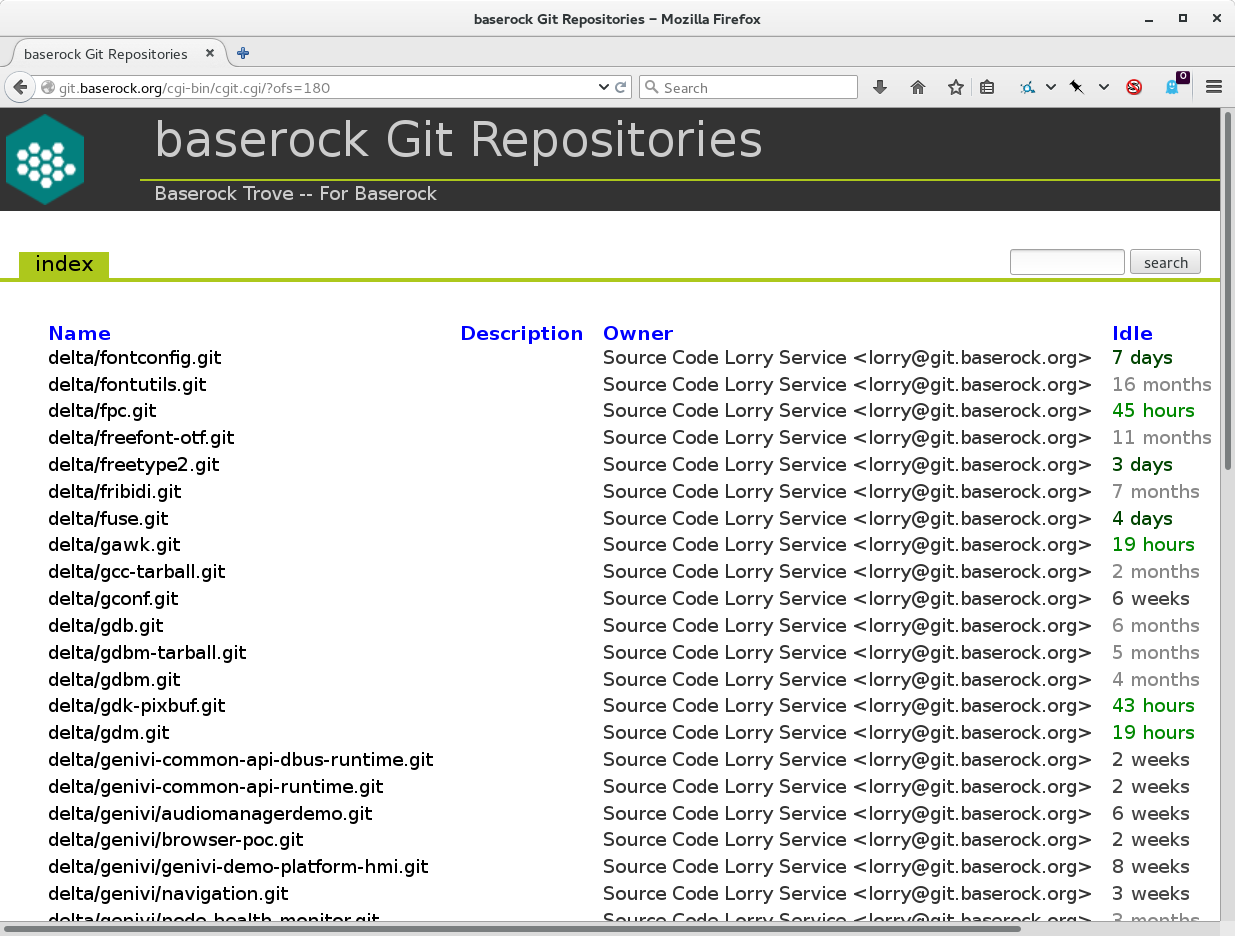 baserock Git Repositories – Mozilla Firefox
baserock Git Repositories
git.baserock.org/cgi-bin/cgit.cgi/?ofs=180
Search
0
baserock Git Repositories
Baserock Trove -- For Baserock
index
search
Name Description Owner Idle
delta/fontconfig.git Source Code Lorry Service <lorry@git.baserock.org> 7 days
delta/fontutils.git Source Code Lorry Service <lorry@git.baserock.org> 16 months
delta/fpc.git Source Code Lorry Service <lorry@git.baserock.org> 45 hours
delta/freefont-otf.git Source Code Lorry Service <lorry@git.baserock.org> 11 months
delta/freetype2.git Source Code Lorry Service <lorry@git.baserock.org> 3 days
delta/fribidi.git Source Code Lorry Service <lorry@git.baserock.org> 7 months
delta/fuse.git Source Code Lorry Service <lorry@git.baserock.org> 4 days
delta/gawk.git Source Code Lorry Service <lorry@git.baserock.org> 19 hours
delta/gcc-tarball.git Source Code Lorry Service <lorry@git.baserock.org> 2 months
delta/gconf.git Source Code Lorry Service <lorry@git.baserock.org> 6 weeks
delta/gdb.git Source Code Lorry Service <lorry@git.baserock.org> 6 months
delta/gdbm-tarball.git Source Code Lorry Service <lorry@git.baserock.org> 5 months
delta/gdbm.git Source Code Lorry Service <lorry@git.baserock.org> 4 months
delta/gdk-pixbuf.git Source Code Lorry Service <lorry@git.baserock.org> 43 hours
delta/gdm.git Source Code Lorry Service <lorry@git.baserock.org> 19 hours
delta/genivi-common-api-dbus-runtime.git Source Code Lorry Service <lorry@git.baserock.org> 2 weeks
delta/genivi-common-api-runtime.git Source Code Lorry Service <lorry@git.baserock.org> 2 weeks
delta/genivi/audiomanagerdemo.git Source Code Lorry Service <lorry@git.baserock.org> 6 weeks
delta/genivi/browser-poc.git Source Code Lorry Service <lorry@git.baserock.org> 2 weeks
delta/genivi/genivi-demo-platform-hmi.git Source Code Lorry Service <lorry@git.baserock.org> 8 weeks
delta/genivi/navigation.git Source Code Lorry Service <lorry@git.baserock.org> 3 weeks
delta/genivi/node-health-monitor.git Source Code Lorry Service <lorry@git.baserock.org> 3 months